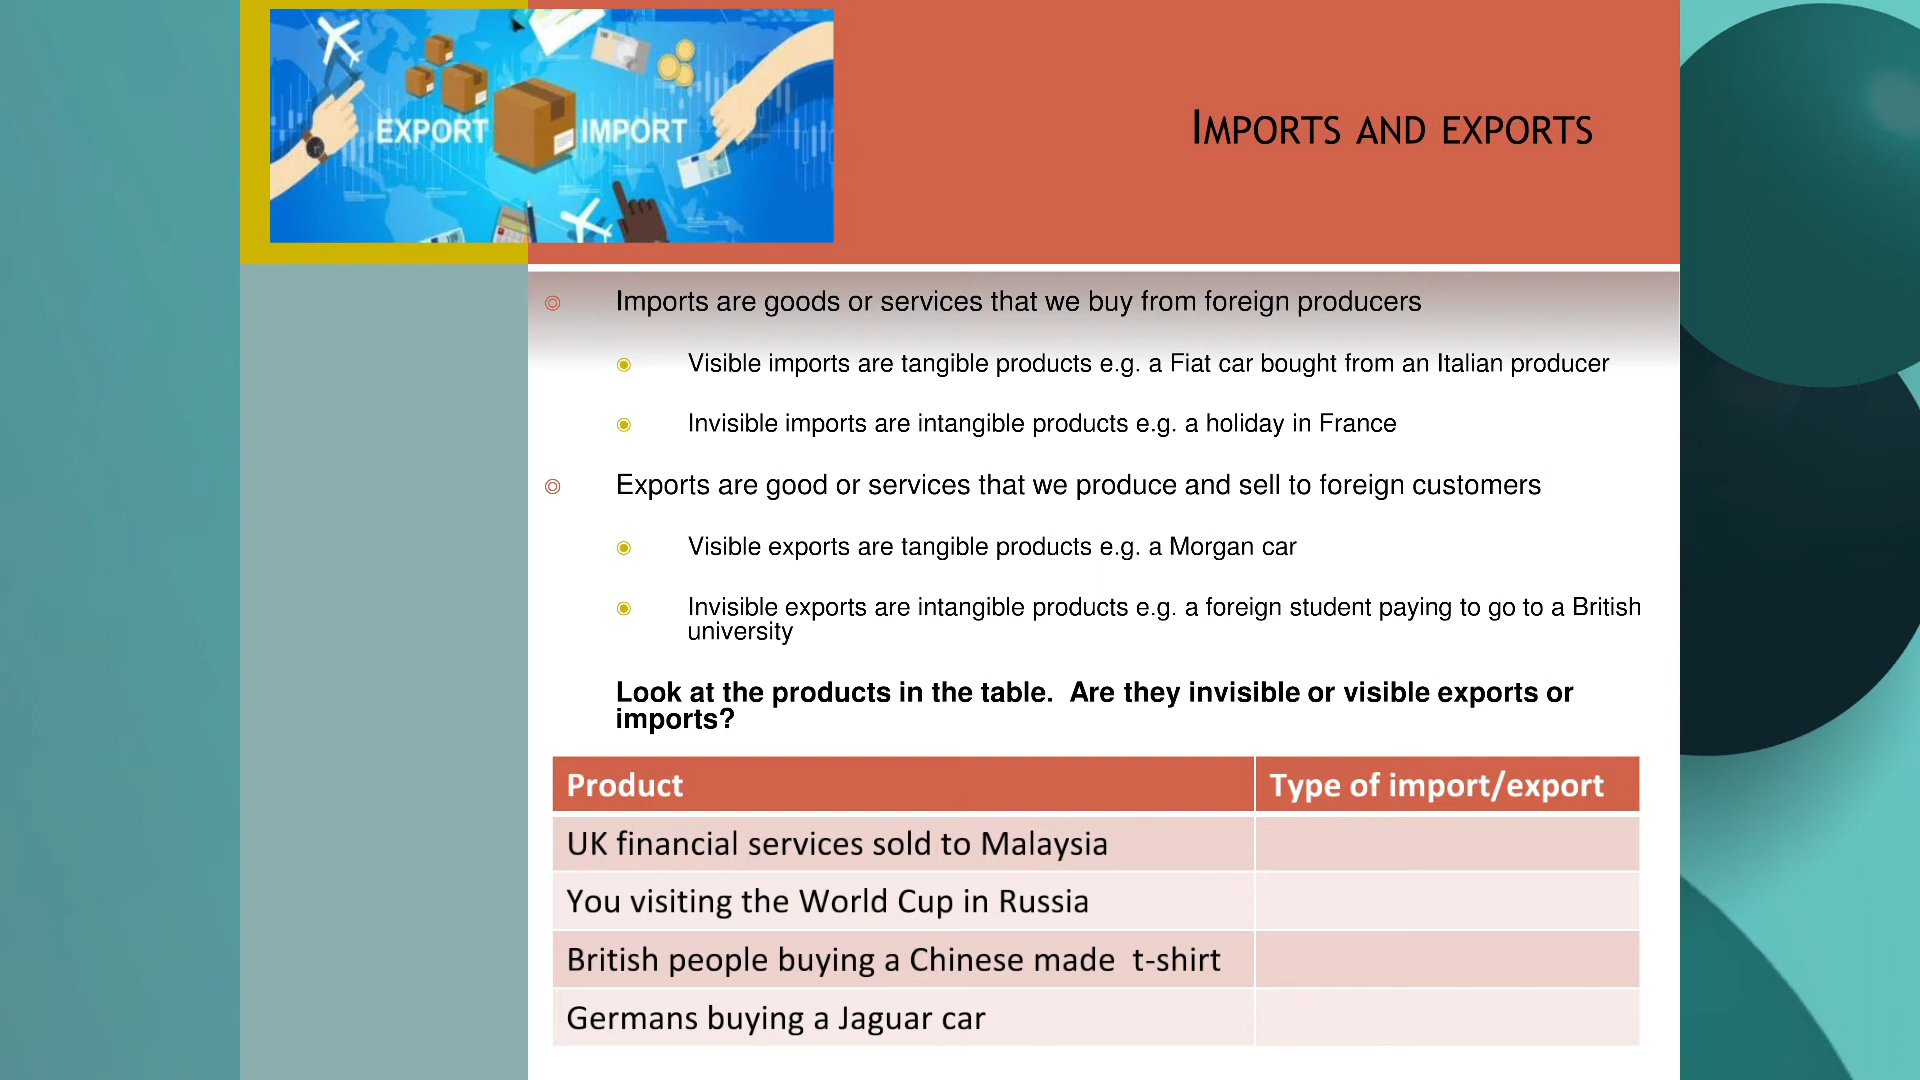 EXPORT IMPORT
IMPORTS AND EXPORTS
Imports are goods or services that we buy from foreign producers
Visible imports are tangible products e.g. a Fiat car bought from an Italian producer
Invisible imports are intangible products e.g. a holiday in France
Exports are good or services that we produce and sell to foreign customers
Visible exports are tangible products e.g. a Morgan car
Invisible exports are intangible products e.g. a foreign student paying to go to a British
university
Look at the products in the table.  Are they invisible or visible exports or
imports?
Product Type of import/export
UK financial services sold to Malaysia
You visiting the World Cup in Russia
British people buying a Chinese made  t-shirt
Germans buying a Jaguar car